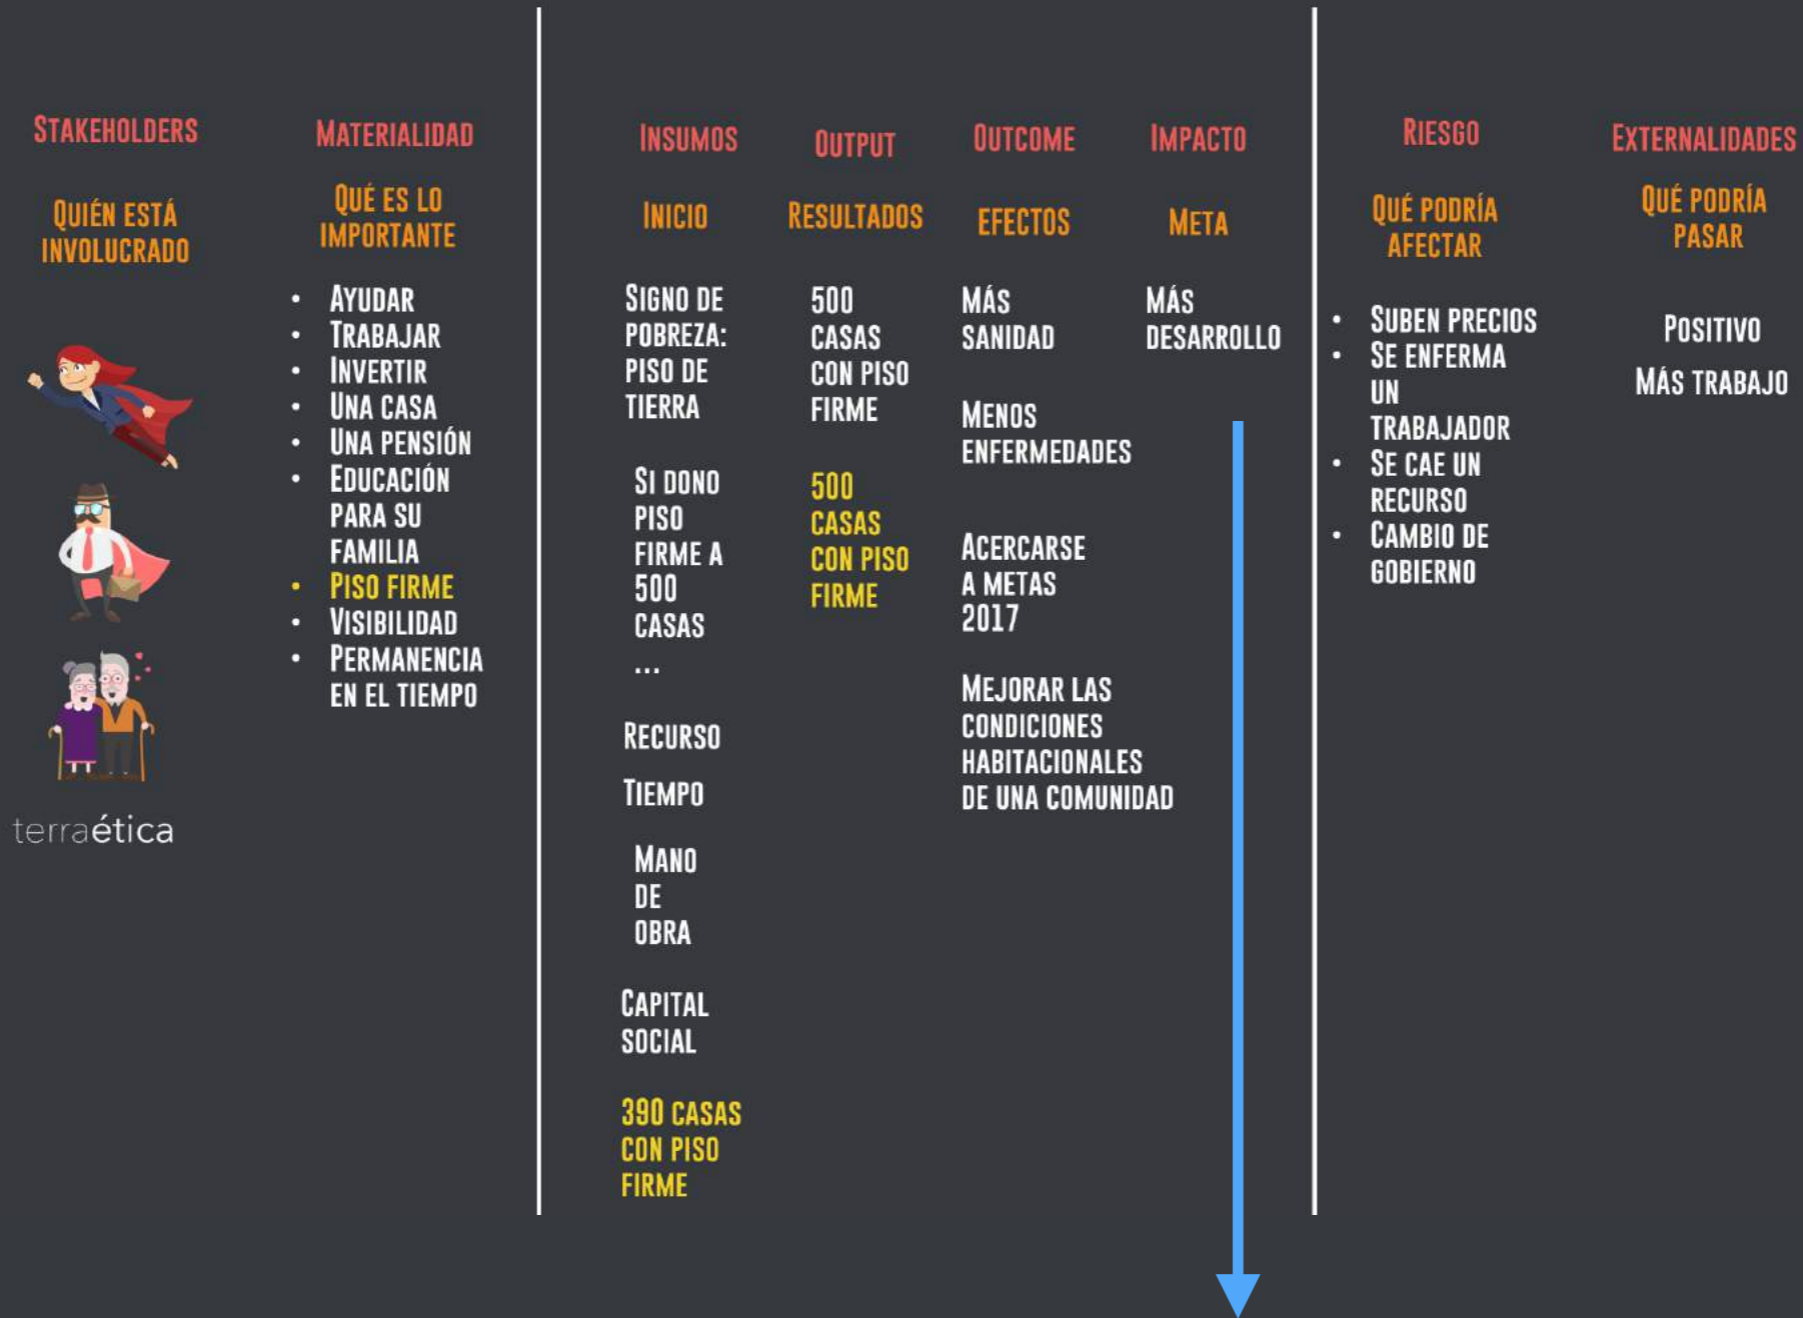 STAKEHOLDERS
QUIÉN ESTÁ
INVOLUCRADO
terraética
MATERIALIDAD
QUÉ ES LO
IMPORTANTE
• AYUDAR
• TRABAJAR
• INVERTIR
• UNA CASA
• UNA PENSIÓN
• EDUCACIÓN
PARA SU
FAMILIA
• PISO FIRME
• VISIBILIDAD
• PERMANENCIA
EN EL TIEMPO
INSUMOS
INICIO
SIGNO DE
POBREZA:
PISO DE
TIERRA
SI DONO
PISO
FIRME A
500
CASAS
...
RECURSO
TIEMPO
MANO
DE
OBRA
CAPITAL
SOCIAL
390 CASAS
CON PISO
FIRME
OUTPUT
RESULTADOS
500
CASAS
CON PISO
FIRME
500
CASAS
CON PISO
FIRME
OUTCOME
EFECTOS
MÁS
SANIDAD
MENOS
ENFERMEDADES
ACERCARSE
A METAS
2017
MEJORAR LAS
CONDICIONES
HABITACIONALES
DE UNA COMUNIDAD
IMPACTO
META
MÁS
DESARROLLO
RIESGO
QUÉ PODRÍA
AFECTAR
• SUBEN PRECIOS
• SE ENFERMA
UN
TRABAJADOR
• SE CAE UN
RECURSO
• CAMBIO DE
GOBIERNO
EXTERNALIDADES
QUÉ PODRÍA
PASAR
POSITIVO
MÁS TRABAJO